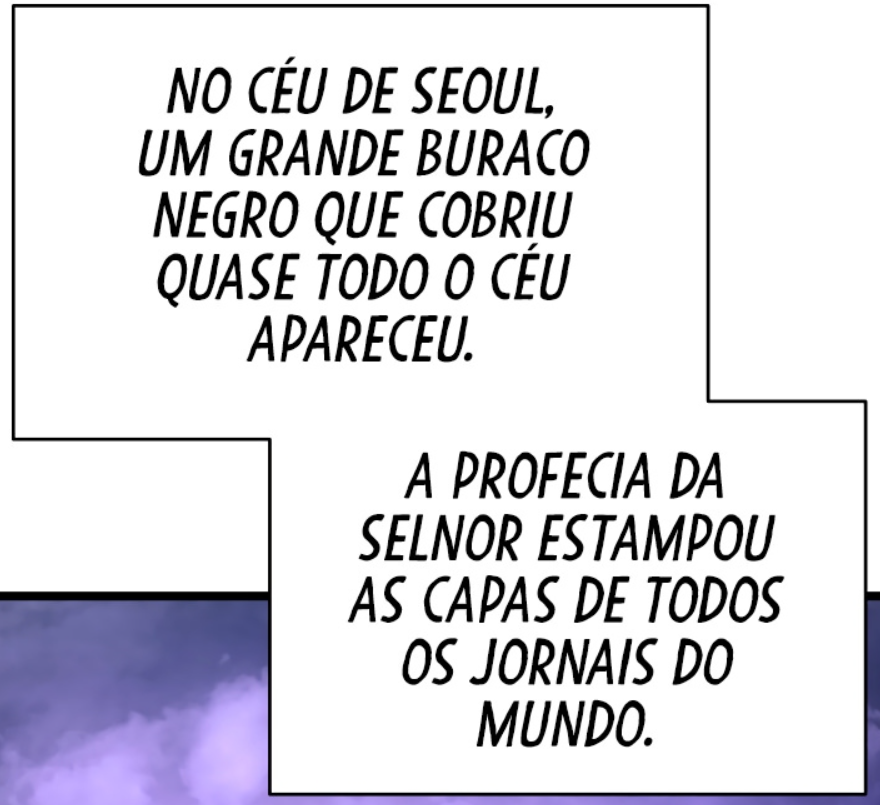 NO CÉU DE SEOUL,
UM GRANDE BURACO
NEGRO QUE COBRIU
QUASE TODO O CÉU
APARECEU.
A PROFECIA DA
SELNOR ESTAMPOU
AS CAPAS DE TODOS
OS JORNAIS DO
MUNDO.